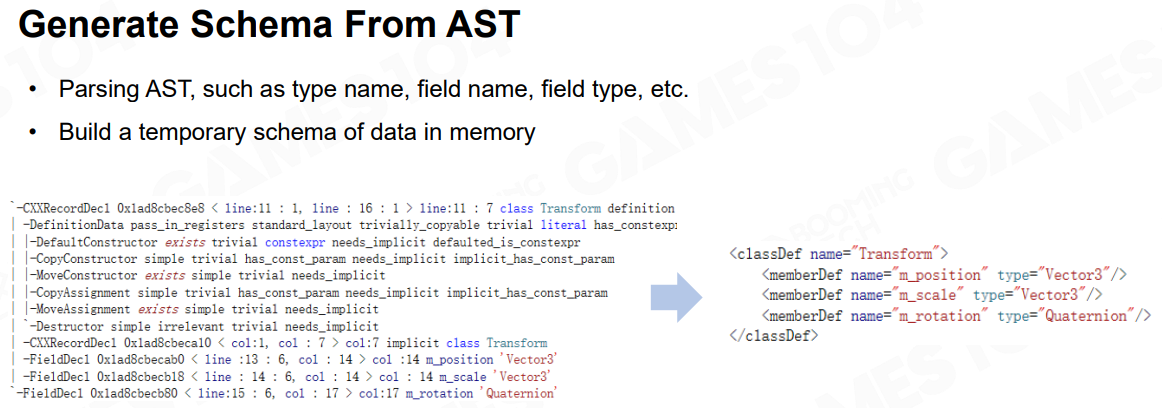 Generate Schema From AST
• Parsing AST, such as type name, field name, field type, etc.
• Build a temporary schema of data in memory
`-CXXRecordDecl 0x1ad8cbec8e8 < line:11 : 1, line : 16 : 1 > line:11 : 7 class Transform definition
| -DefinitionData pass_in_registers standard_layout trivially_copyable trivial literal has_constexpr
| |-DefaultConstructor exists trivial constexpr needs_implicit defaulted_is_constexpr
| |-CopyConstructor simple trivial has_const_param needs_implicit implicit_has_const_param
| |-MoveConstructor exists simple trivial needs_implicit
| |-CopyAssignment simple trivial has_const_param needs_implicit implicit_has_const_param
| |-MoveAssignment exists simple trivial needs_implicit
| `-Destructor simple irrelevant trivial needs_implicit
| -CXXRecordDecl 0x1ad8cbeca10 < col:1, col : 7 > col:7 implicit class Transform
| -FieldDecl 0x1ad8cbecab0 < line :13 : 6, col : 14 > col :14 m_position 'Vector3'
| -FieldDecl 0x1ad8cbecb18 < line : 14 : 6, col : 14 > col : 14 m_scale 'Vector3'
`-FieldDecl 0x1ad8cbecb80 < line:15 : 6, col : 17 > col:17 m_rotation 'Quaternion'
<classDef name="Transform">
<memberDef name="m_position" type="Vector3"/>
<memberDef name="m_scale" type="Vector3"/>
<memberDef name="m_rotation" type="Quaternion"/>
</classDef>
GAMES104
BOOMING
TECH